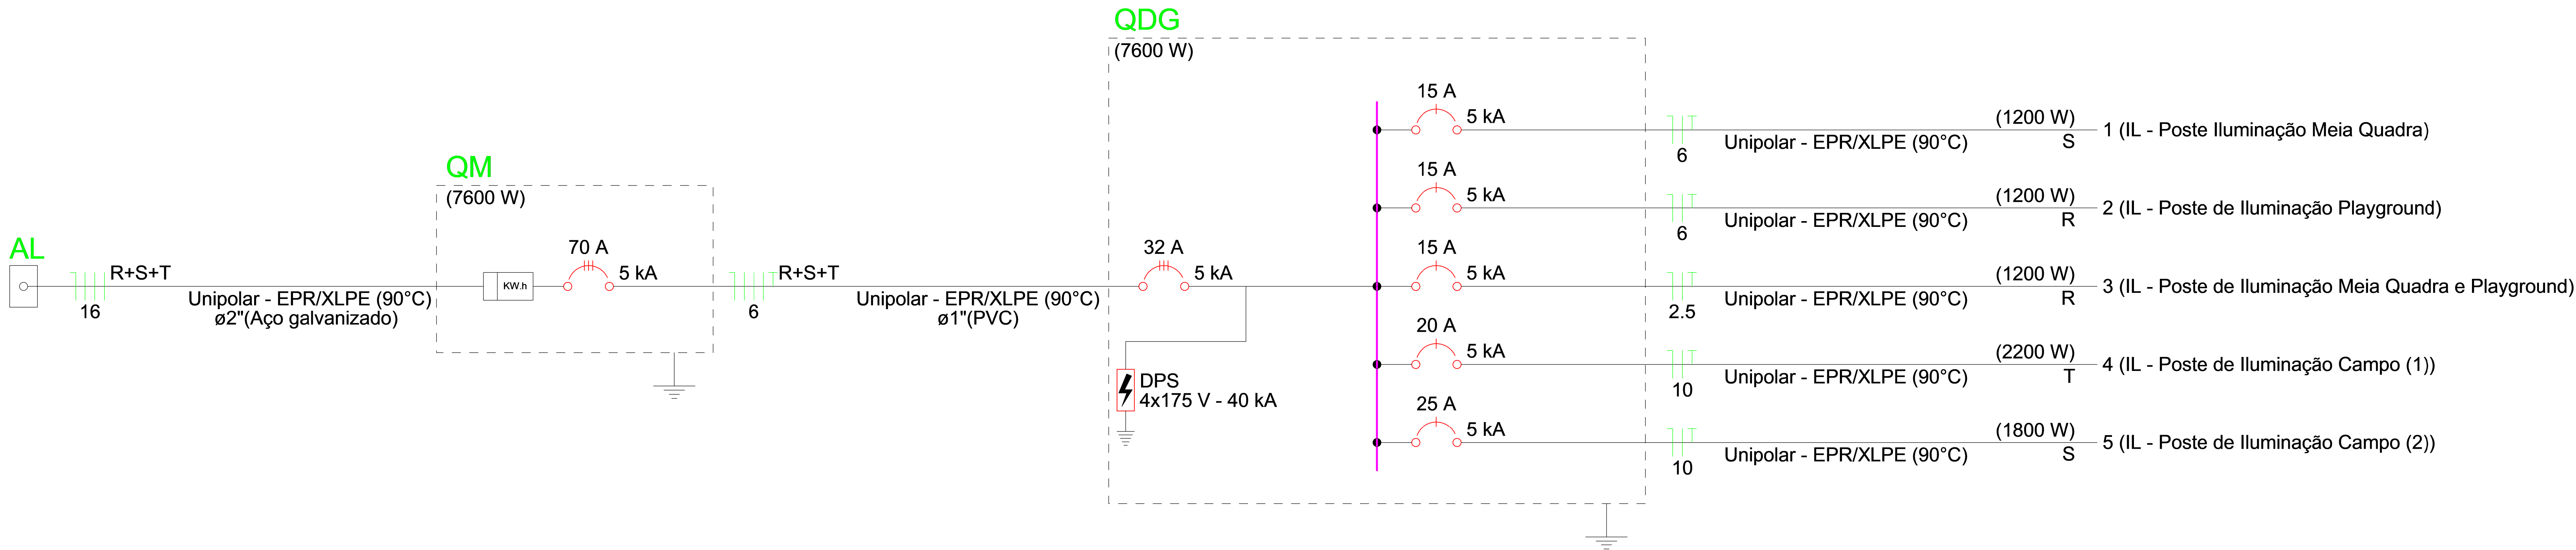 AL
R+S+T
16
Unipolar - EPR/XLPE (90°C)
ø2"(Aço galvanizado)
QM
(7600 W)
KW.h
70 A
5 kA
R+S+T
6
Unipolar - EPR/XLPE (90°C)
ø1"(PVC)
QDG
(7600 W)
32 A
5 kA
DPS
4x175 V - 40 kA
15 A
5 kA
6
Unipolar - EPR/XLPE (90°C)
(1200 W)
S
1 (IL - Poste Iluminação Meia Quadra)
15 A
5 kA
6
Unipolar - EPR/XLPE (90°C)
(1200 W)
R
2 (IL - Poste de Iluminação Playground)
15 A
5 kA
2.5
Unipolar - EPR/XLPE (90°C)
(1200 W)
R
3 (IL - Poste de Iluminação Meia Quadra e Playground)
20 A
5 kA
10
Unipolar - EPR/XLPE (90°C)
(2200 W)
T
4 (IL - Poste de Iluminação Campo (1))
25 A
5 kA
10
Unipolar - EPR/XLPE (90°C)
(1800 W)
S
5 (IL - Poste de Iluminação Campo (2))